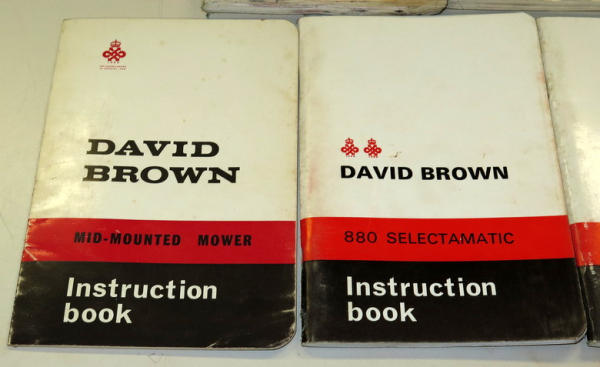 DAVID
BROWN
MID-MOUNTED MOWER
Instruction
book
DAVID BROWN
880 SELECTAMATIC
Instruction
book